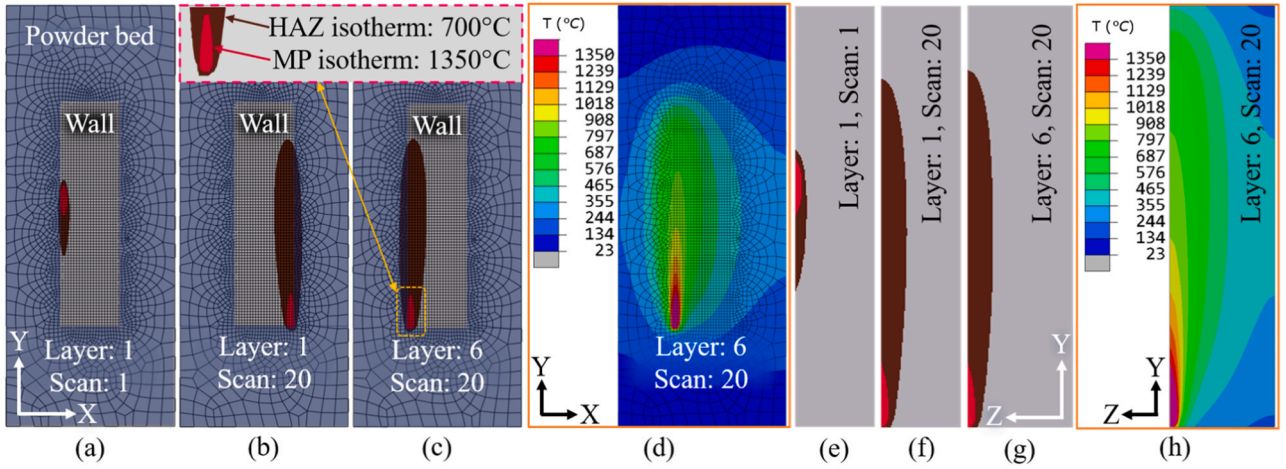 Powder bed
Wall
Y
X
Layer: 1
Scan: 1
(a)
HAZ isotherm: 700°C
MP isotherm: 1350°C
Wall
Layer: 1
Scan: 20
(b)
Wall
Layer: 6
Scan: 20
(c)
T (°C)
1350
1239
1129
1018
908
797
687
576
465
355
244
134
23
Y
X
Layer: 6
Scan: 20
(d)
Layer: 1, Scan: 1
(e)
Layer: 1, Scan: 20
(f)
Layer: 6, Scan: 20
Y
Z
(g)
T (°C)
1350
1239
1129
1018
908
797
687
576
465
355
244
134
23
Y
Z
Layer: 6, Scan: 20
(h)